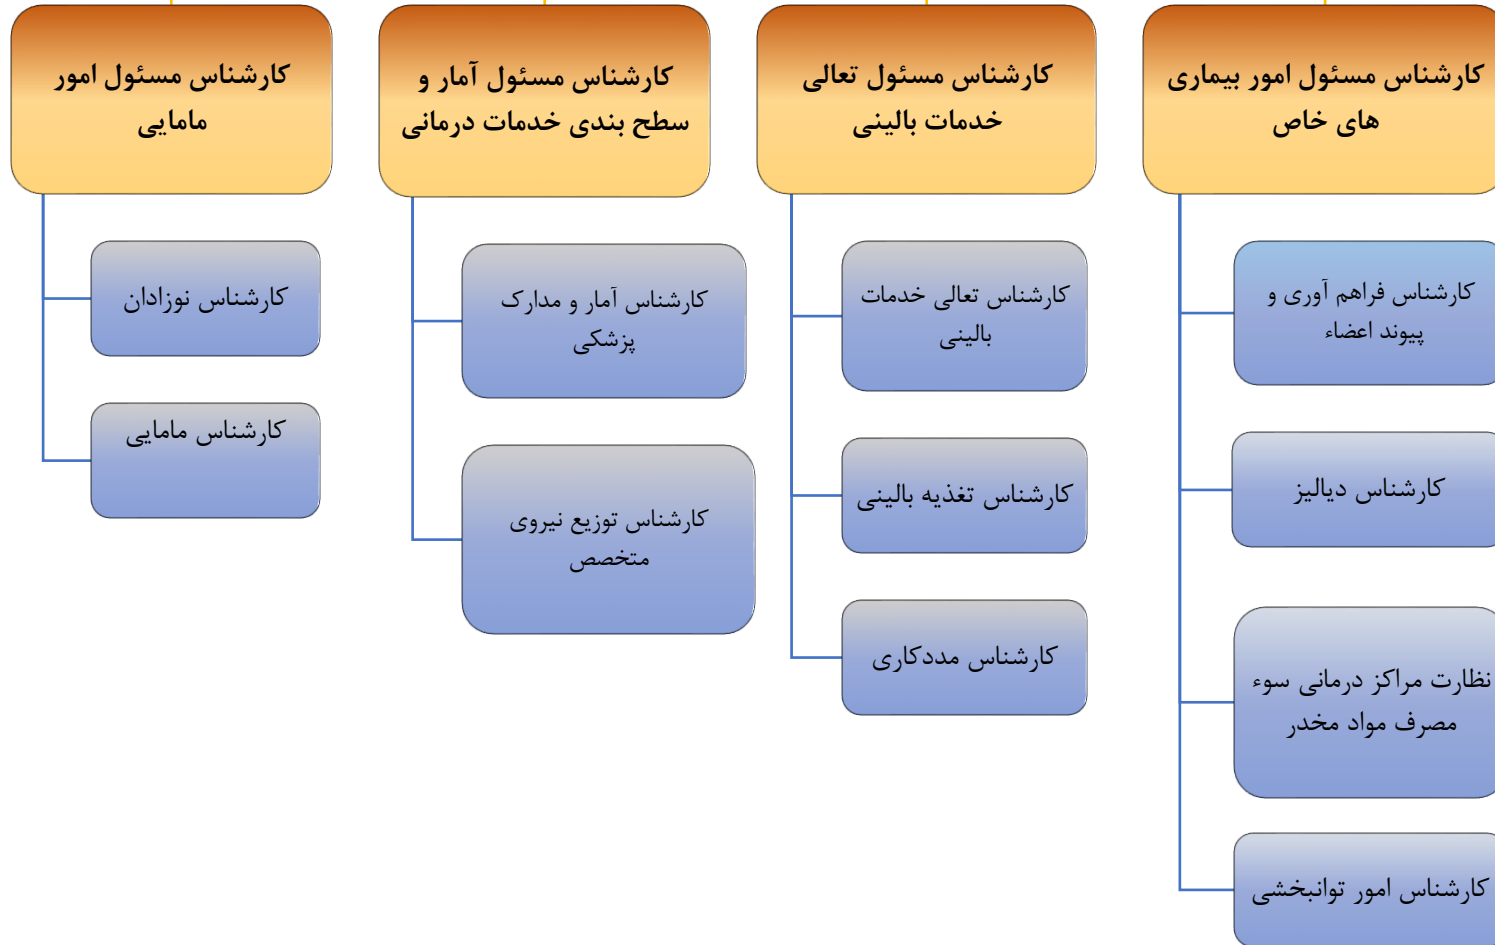 کارشناس مسئول امور بیماری
های خاص
کارشناس فراهم آوری و
پیوند اعضاء
کارشناس دیالیز
نظارت مراکز درمانی سوء
مصرف مواد مخدر
کارشناس امور توانبخشی
کارشناس مسئول تعالی
خدمات بالینی
کارشناس تعالی خدمات
بالینی
کارشناس تغذیه بالینی
کارشناس مددکاری
کارشناس مسئول آمار و
سطح بندی خدمات درمانی
کارشناس آمار و مدارک
پزشکی
کارشناس توزیع نیروی
متخصص
کارشناس مسئول امور
مامایی
کارشناس نوزادان
کارشناس مامایی